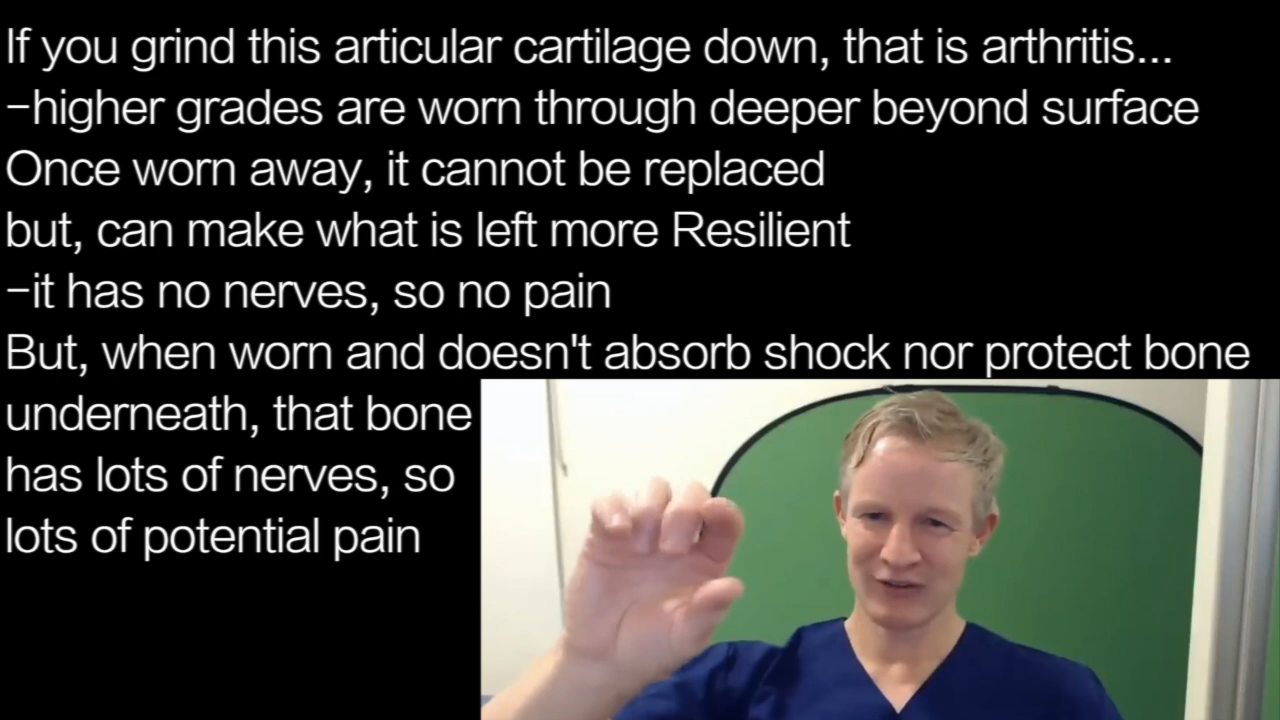 If you grind this articular cartilage down, that is arthritis...
–higher grades are worn through deeper beyond surface
Once worn away, it cannot be replaced
but, can make what is left more Resilient
–it has no nerves, so no pain
But, when worn and doesn't absorb shock nor protect bone
underneath, that bone
has lots of nerves, so
lots of potential pain